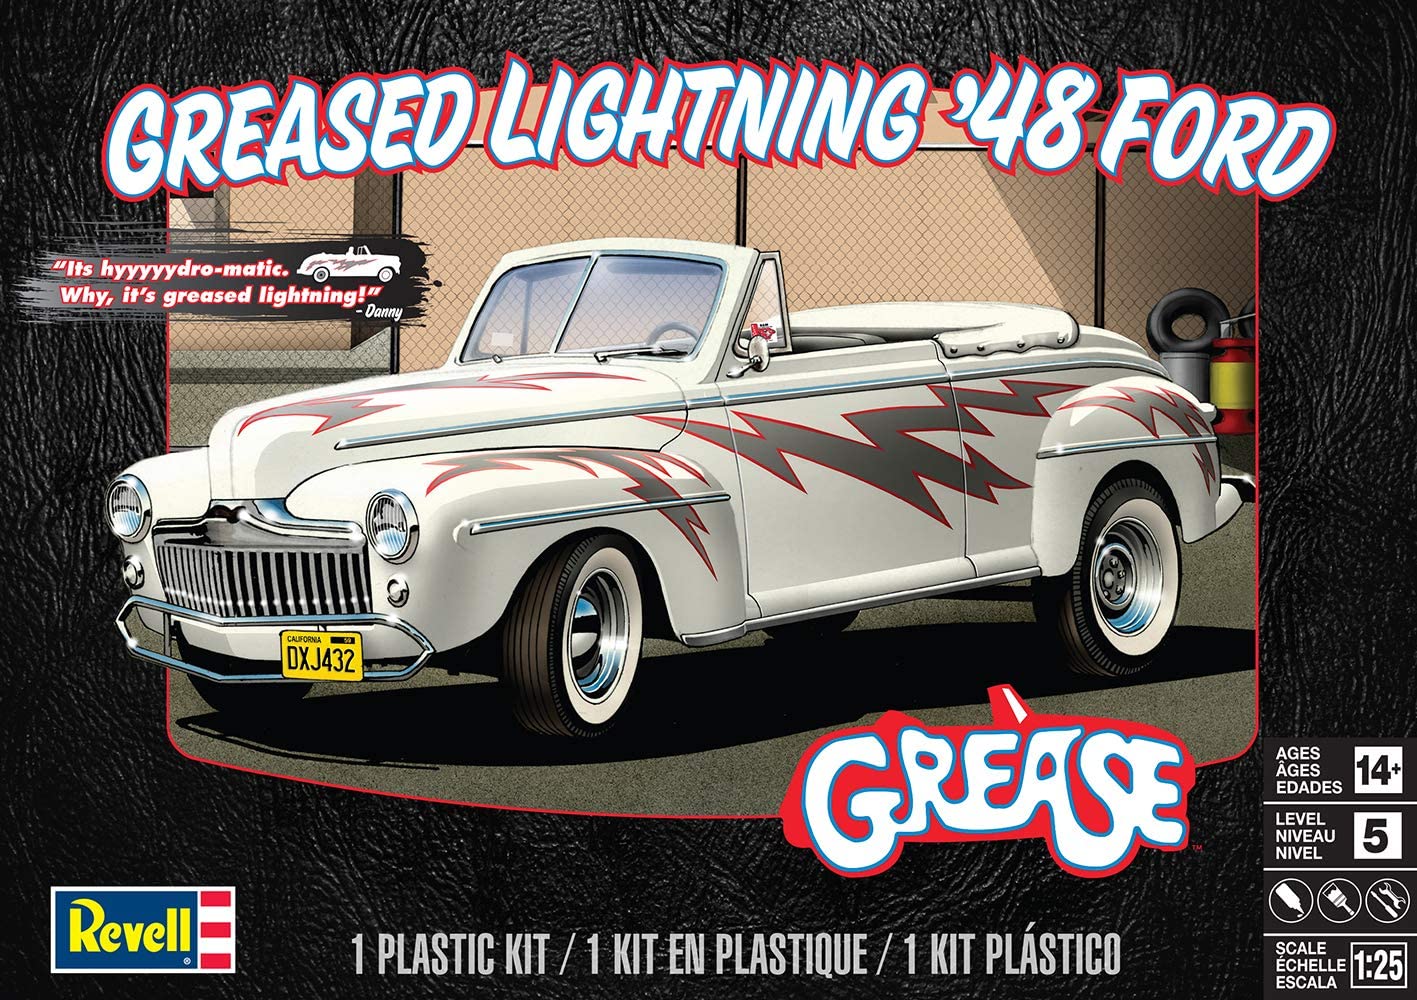 GREASED LIGHTNING '48 FORD
"Its hyyyyydro-matic.
Why, it's greased lightning!"
- Danny
CALIFORNIA 59
DXJ432
GREASE
TM
AGES
ÂGES
EDADES
14+
LEVEL
NIVEAU
NIVEL
5
Revell
®
1 PLASTIC KIT / 1 KIT EN PLASTIQUE / 1 KIT PLÁSTICO
SCALE
ÉCHELLE
ESCALA
1:25